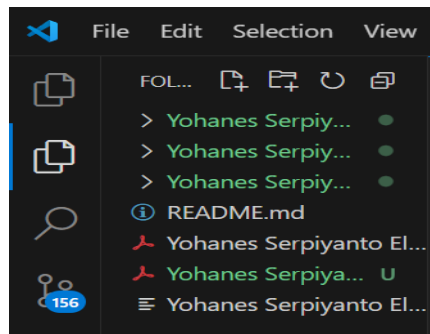 File Edit Selection View
FOL...
Yohanes Serpiy...
Yohanes Serpiy...
Yohanes Serpiy...
README.md
Yohanes Serpiyanto El...
Yohanes Serpiya... U
156
Yohanes Serpiyanto El...